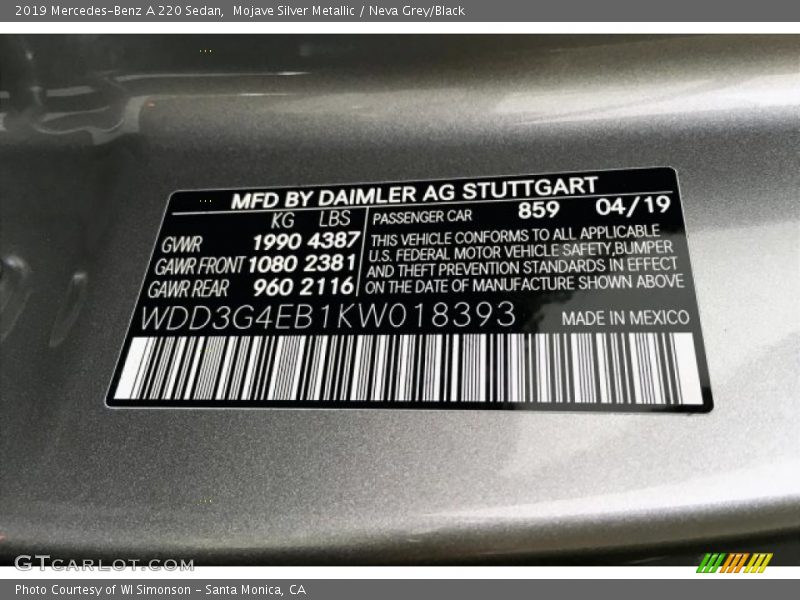 2019 Mercedes-Benz A 220 Sedan, Mojave Silver Metallic / Neva Grey/Black
MFD BY DAIMLER AG STUTTGART
KG LBS
GVWR 1990 4387
GAWR FRONT 1080 2381
GAWR REAR 960 2116
PASSENGER CAR 859 04/19
THIS VEHICLE CONFORMS TO ALL APPLICABLE
U.S. FEDERAL MOTOR VEHICLE SAFETY,BUMPER
AND THEFT PREVENTION STANDARDS IN EFFECT
ON THE DATE OF MANUFACTURE SHOWN ABOVE
WDD3G4EB1KW018393 MADE IN MEXICO
GTCARLOT.COM
Photo Courtesy of WI Simonson - Santa Monica, CA